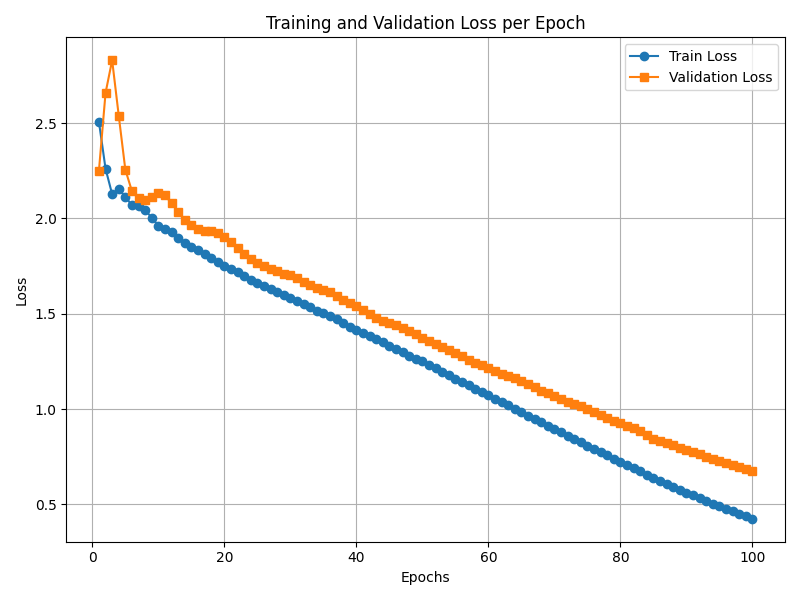 Training and Validation Loss per Epoch
Train Loss
Validation Loss
2.5
2.0
1.5
1.0
0.5
Loss
0 20 40 60 80 100
Epochs